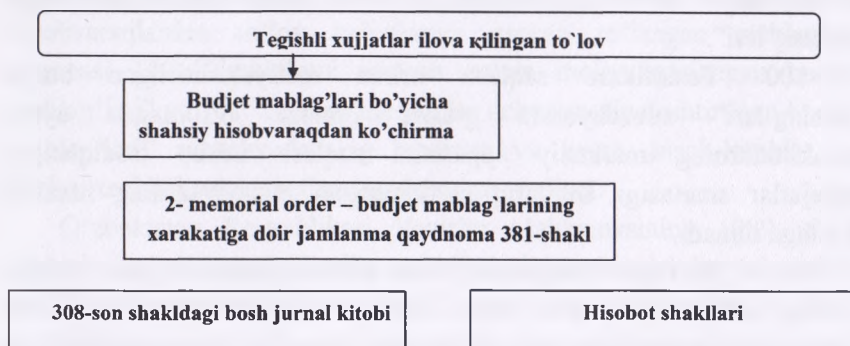 Tegishli xujjatlar ilova кilingan to`lov
Budjet mablag’lari bo’yicha
shahsiy hisobvaraqdan ko’chirma
2- memorial order – budjet mablag’larining
xarakatiga doir jamlanma qaydnoma 381-shakl
308-son shakldagi bosh jurnal kitobi
Hisobot shakllari